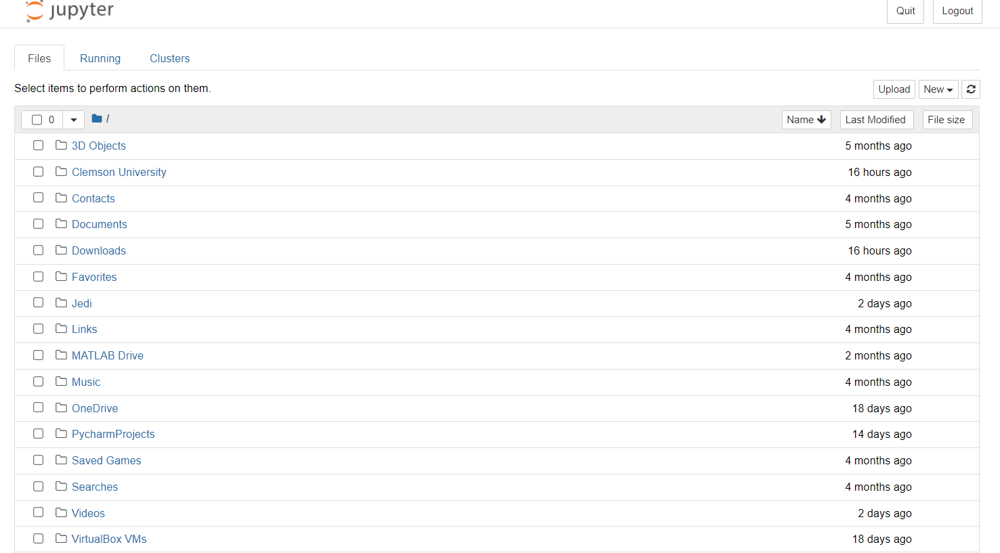 jupyter Quit Logout
Files Running Clusters
Select items to perform actions on them. Upload New
0 / Name Last Modified File size
3D Objects 5 months ago
Clemson University 16 hours ago
Contacts 4 months ago
Documents 5 months ago
Downloads 16 hours ago
Favorites 4 months ago
Jedi 2 days ago
Links 4 months ago
MATLAB Drive 2 months ago
Music 4 months ago
OneDrive 18 days ago
PycharmProjects 14 days ago
Saved Games 4 months ago
Searches 4 months ago
Videos 2 days ago
VirtualBox VMs 18 days ago